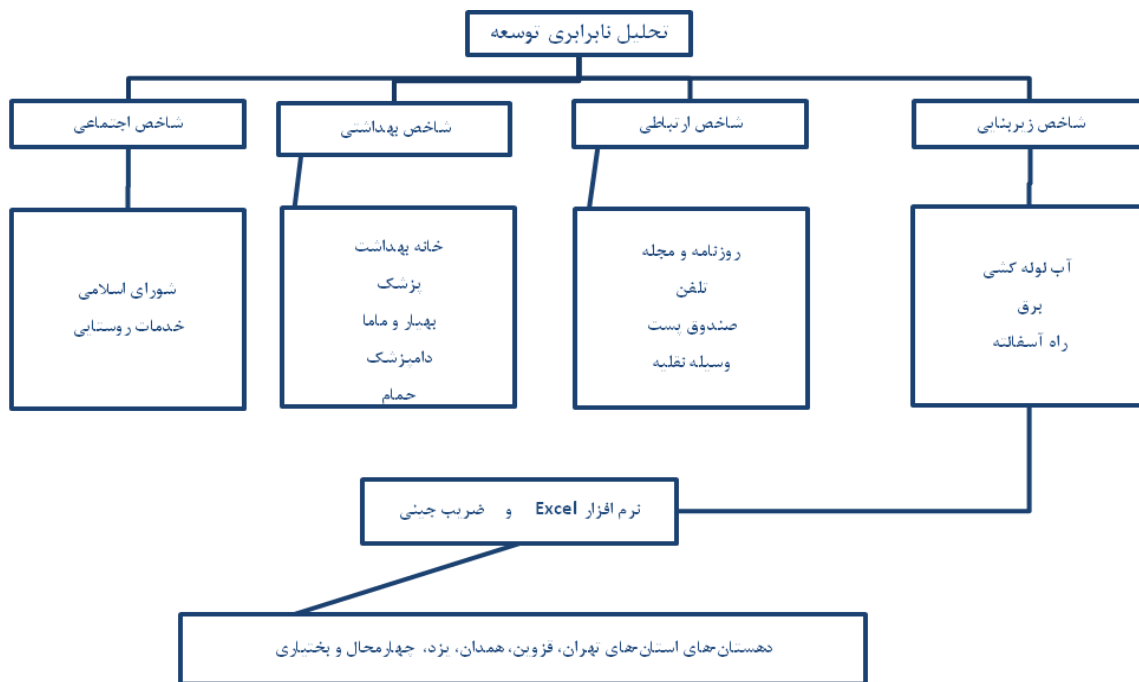 تحلیل نابرابری توسعه
شاخص زیربنایی
شاخص ارتباطی
شاخص بهداشتی
شاخص اجتماعی
آب لوله کشی
برق
راه آسفالته
روزنامه و مجله
تلفن
صندوق پست
وسیله نقلیه
خانه بهداشت
پزشک
بهیار و ماما
دامپزشک
حمام
شورای اسلامی
خدمات روستایی
نرم افزار Excel و ضریب جینی
دهستان‌های استان‌های تهران، قزوین، همدان، یزد، چهارمحال و بختیاری